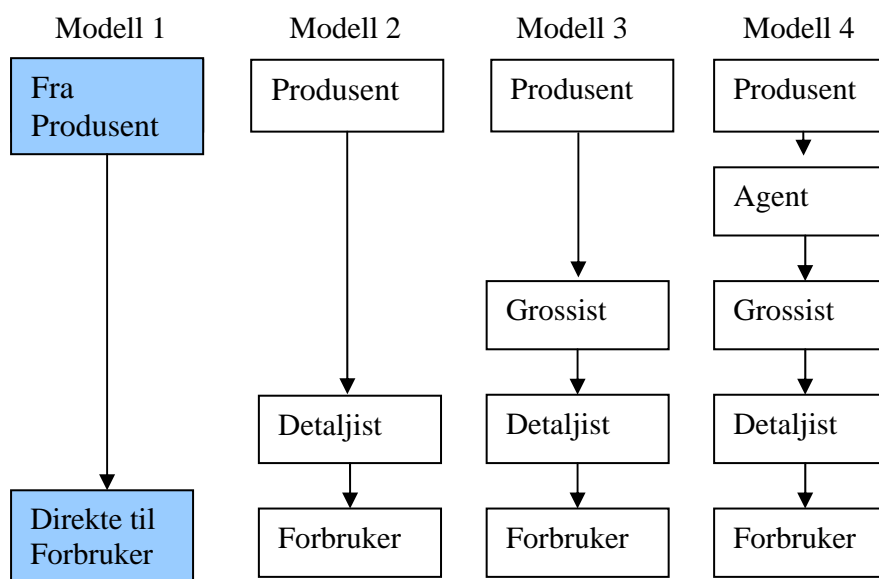 Modell 1
Modell 2
Modell 3
Modell 4
Fra
Produsent
Produsent
Produsent
Produsent
Agent
Grossist
Grossist
Detaljist
Detaljist
Detaljist
Direkte til
Forbruker
Forbruker
Forbruker
Forbruker